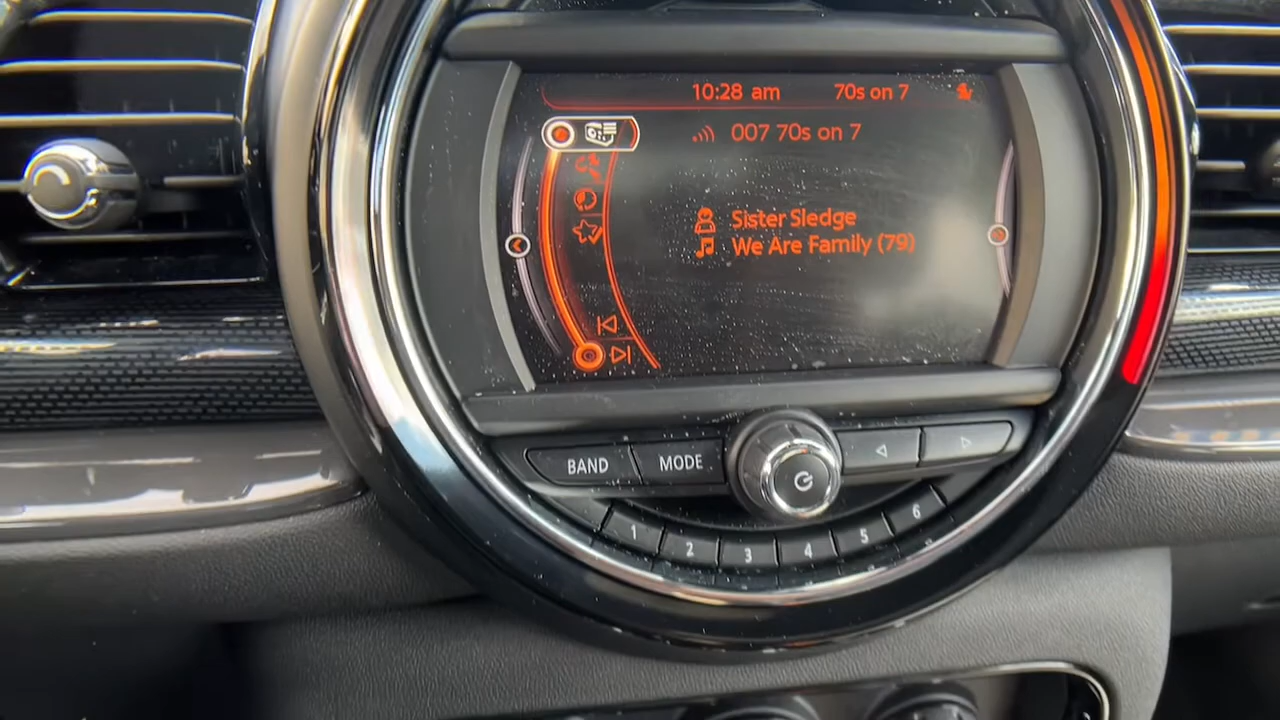 10:28 am 70s on 7
007 70s on 7
Sister Sledge
We Are Family (79)
BAND MODE
1 2 3 4 5 6